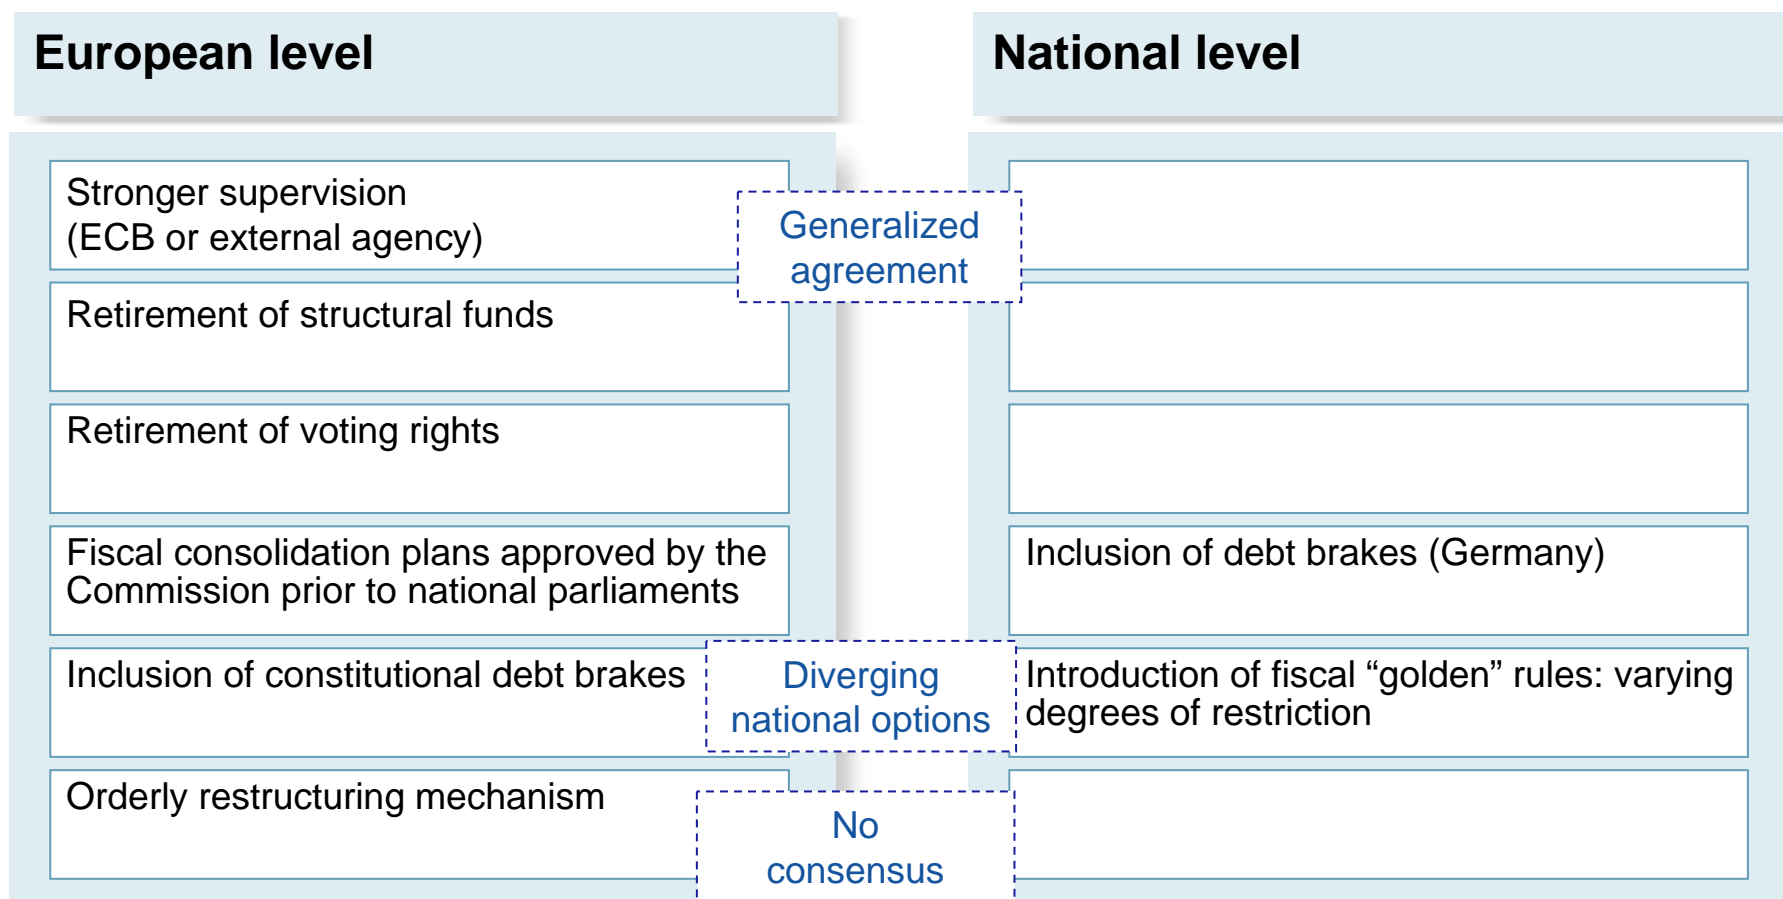 European level
National level
Stronger supervision
(ECB or external agency)
Generalized
agreement
Retirement of structural funds
Retirement of voting rights
Fiscal consolidation plans approved by the
Commission prior to national parliaments
Inclusion of debt brakes (Germany)
Inclusion of constitutional debt brakes
Diverging
national options
Introduction of fiscal “golden” rules: varying
degrees of restriction
Orderly restructuring mechanism
No
consensus